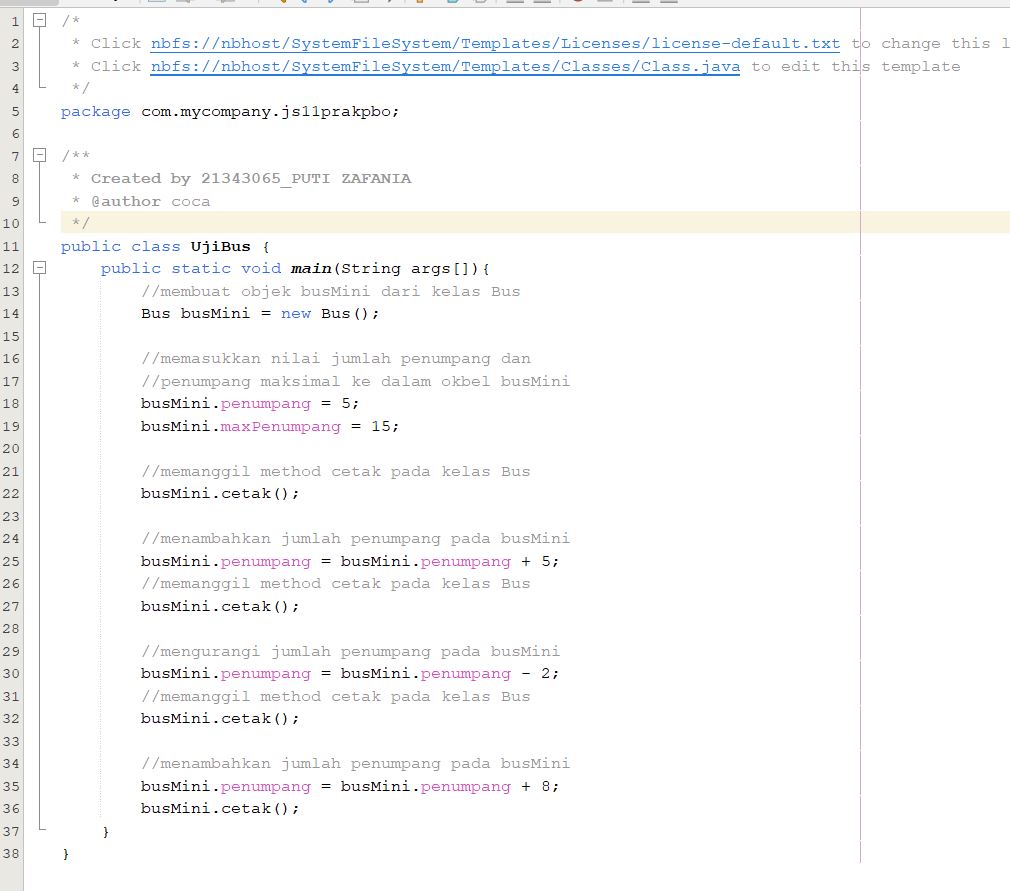 1 /*
2  * Click nbfs://nbhost/SystemFileSystem/Templates/Licenses/license-default.txt to change this l
3  * Click nbfs://nbhost/SystemFileSystem/Templates/Classes/Class.java to edit this template
4  */
5 package com.mycompany.js11prakpbo;
6
7 /**
8  * Created by 21343065_PUTI ZAFANIA
9  * @author coca
10  */
11 public class UjiBus {
12     public static void main(String args[]){
13         //membuat objek busMini dari kelas Bus
14         Bus busMini = new Bus();
15
16         //memasukkan nilai jumlah penumpang dan
17         //penumpang maksimal ke dalam okbel busMini
18         busMini.penumpang = 5;
19         busMini.maxPenumpang = 15;
20
21         //memanggil method cetak pada kelas Bus
22         busMini.cetak();
23
24         //menambahkan jumlah penumpang pada busMini
25         busMini.penumpang = busMini.penumpang + 5;
26         //memanggil method cetak pada kelas Bus
27         busMini.cetak();
28
29         //mengurangi jumlah penumpang pada busMini
30         busMini.penumpang = busMini.penumpang - 2;
31         //memanggil method cetak pada kelas Bus
32         busMini.cetak();
33
34         //menambahkan jumlah penumpang pada busMini
35         busMini.penumpang = busMini.penumpang + 8;
36         busMini.cetak();
37     }
38 }